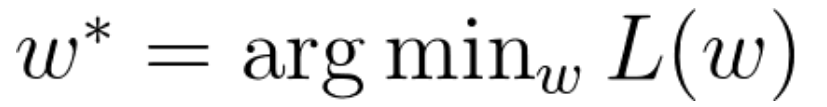 w* = arg min_w L(w)